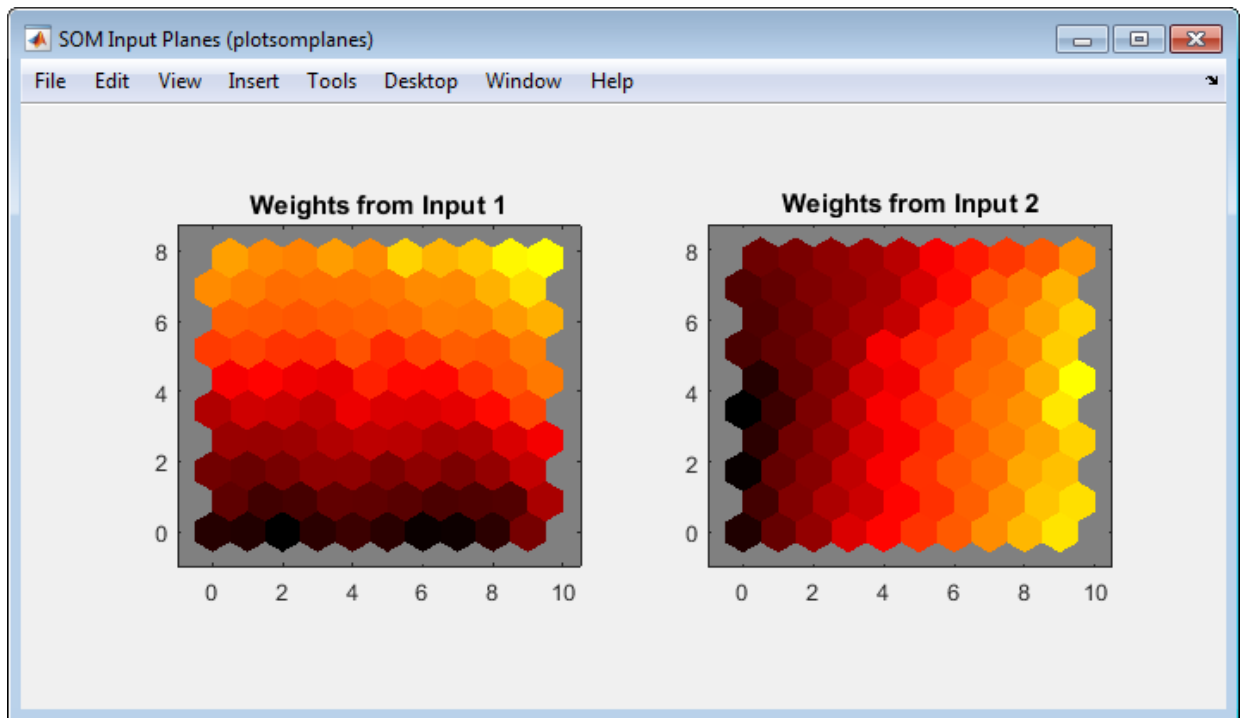 SOM Input Planes (plotsomplanes)
File Edit View Insert Tools Desktop Window Help
Weights from Input 1
8
6
4
2
0
0 2 4 6 8 10
Weights from Input 2
8
6
4
2
0
0 2 4 6 8 10